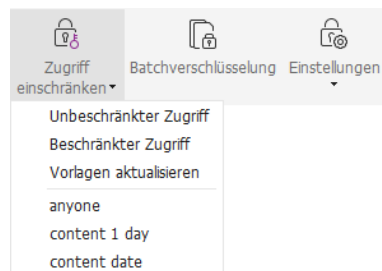 Zugriff
einschränken
Batchverschlüsselung
Einstellungen
Unbeschränkter Zugriff
Beschränkter Zugriff
Vorlagen aktualisieren
anyone
content 1 day
content date